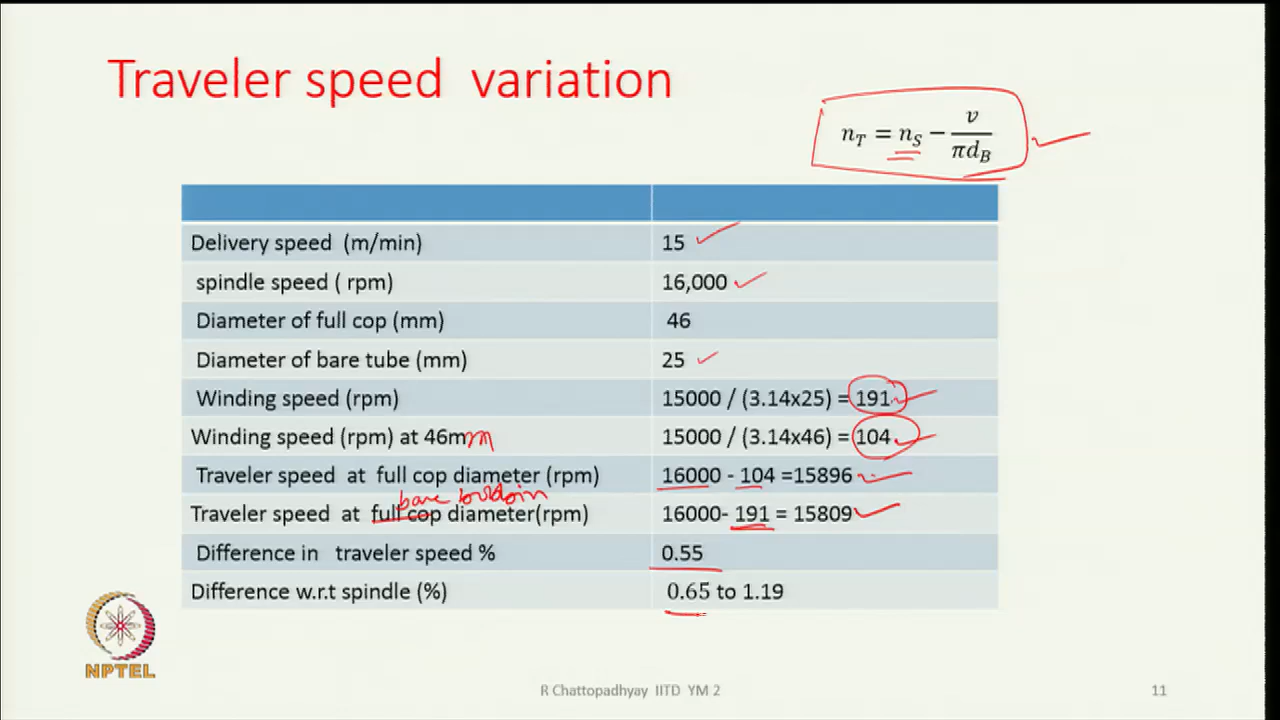 Traveler speed variation
n_T = n_S − v / πd_B
Delivery speed (m/min) 15
spindle speed ( rpm) 16,000
Diameter of full cop (mm) 46
Diameter of bare tube (mm) 25
Winding speed (rpm) 15000 / (3.14x25) = 191
Winding speed (rpm) at 46mm 15000 / (3.14x46) = 104
Traveler speed at full cop diameter (rpm) 16000 - 104 =15896
bare
Traveler speed at full cop diameter(rpm) 16000- 191 = 15809
Difference in traveler speed % 0.55
Difference w.r.t spindle (%) 0.65 to 1.19
NPTEL
R Chattopadhyay IITD YM 2
11